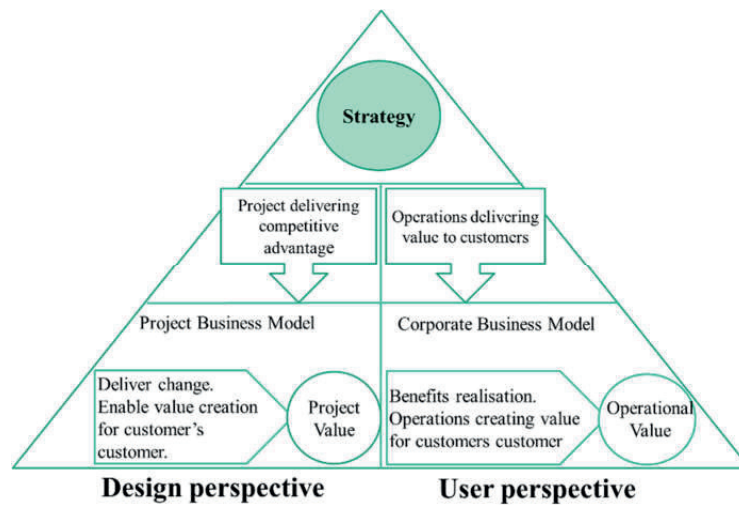 Strategy
Project delivering
competitive
advantage
Operations delivering
value to customers
Project Business Model
Corporate Business Model
Deliver change.
Enable value creation
for customer's
customer.
Project
Value
Benefits realisation.
Operations creating value
for customers customer
Operational
Value
Design perspective
User perspective